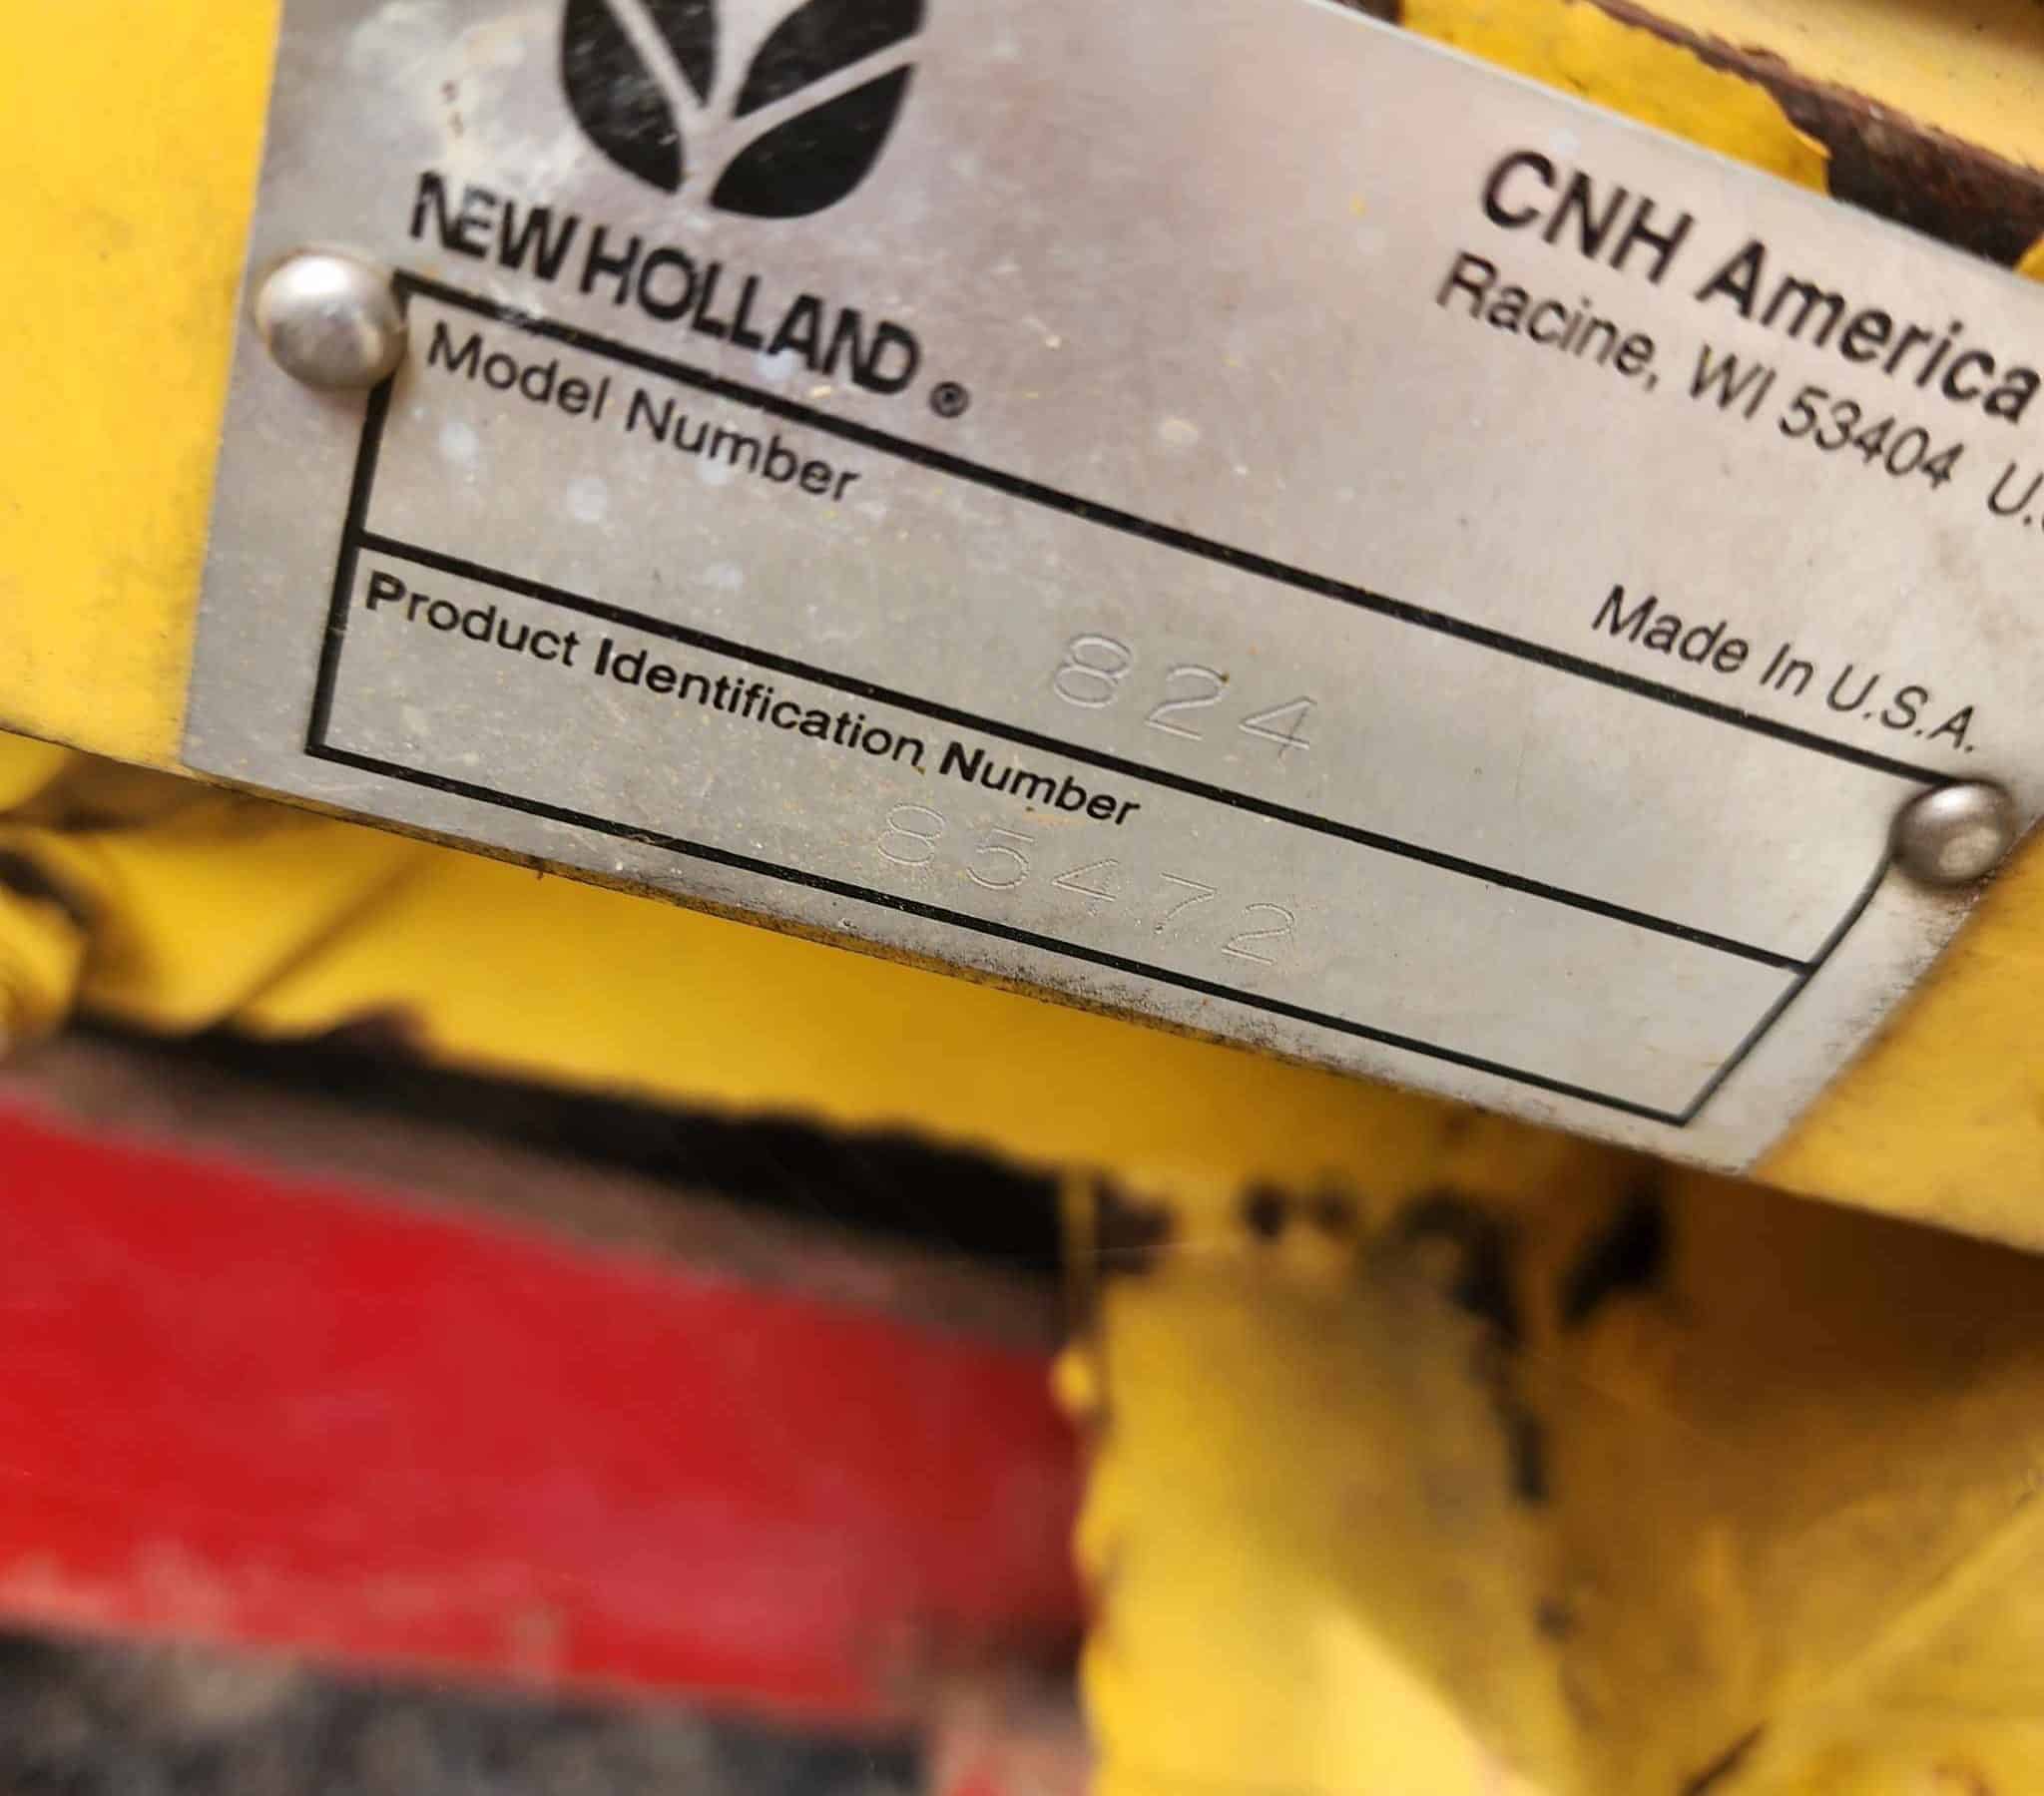 NEW HOLLAND ®
CNH America
Racine, WI 53404 U.S
Made In U.S.A.
Model Number
824
Product Identification Number
85472